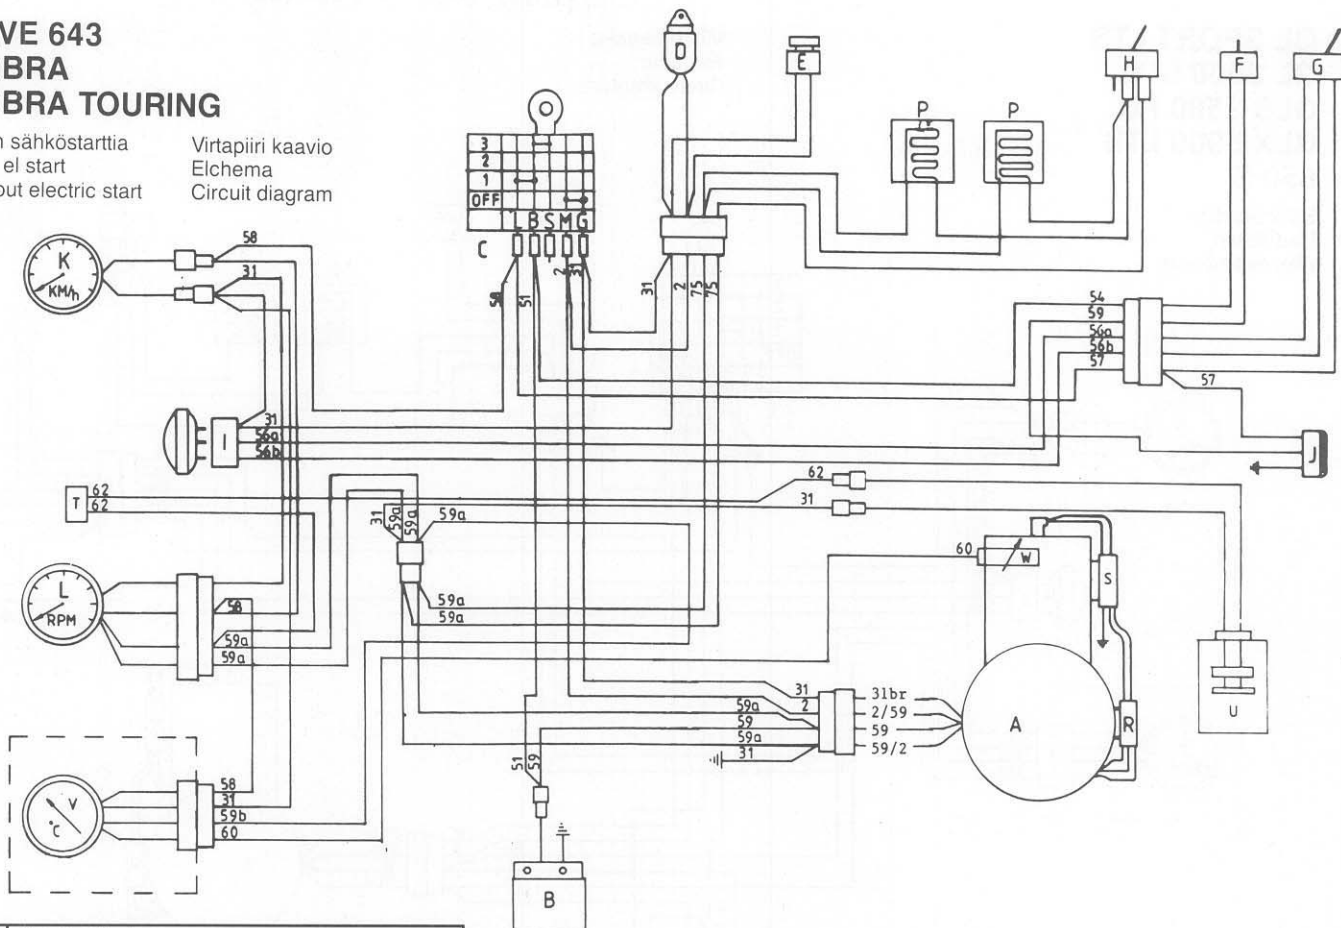 VE 643
BRA
BRA TOURING
sähköstarttia
el start
out electric start
Virtapiiri kaavio
Elchema
Circuit diagram
D
E
H
F
G
P
P
3
2
1
OFF
L B S M G
C
58
51
2
31
31
2
75
75
K
KM/h
58
31
54
59
56a
56b
57
57
I
31
56a
56b
J
T
62
62
62
31
31
59a
59a
59a
60
W
S
L
RPM
58
59a
59a
59a
59a
U
31
2
59a
59
59a
31
31br
2/59
59
59/2
A
R
51
59
V
°C
58
31
59b
60
B